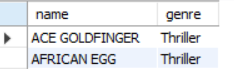 name genre
ACE GOLDFINGER Thriller
AFRICAN EGG Thriller